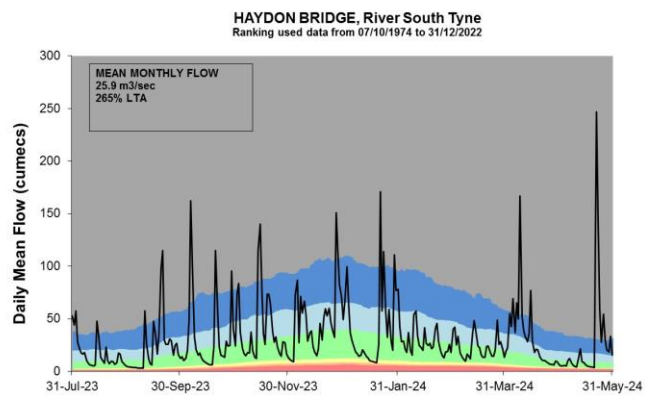 HAYDON BRIDGE, River South Tyne
Ranking used data from 07/10/1974 to 31/12/2022
300
MEAN MONTHLY FLOW
25.9 m3/sec
265% LTA
250
200
150
100
50
0
Daily Mean Flow (cumecs)
31-Jul-23 30-Sep-23 30-Nov-23 31-Jan-24 31-Mar-24 31-May-24